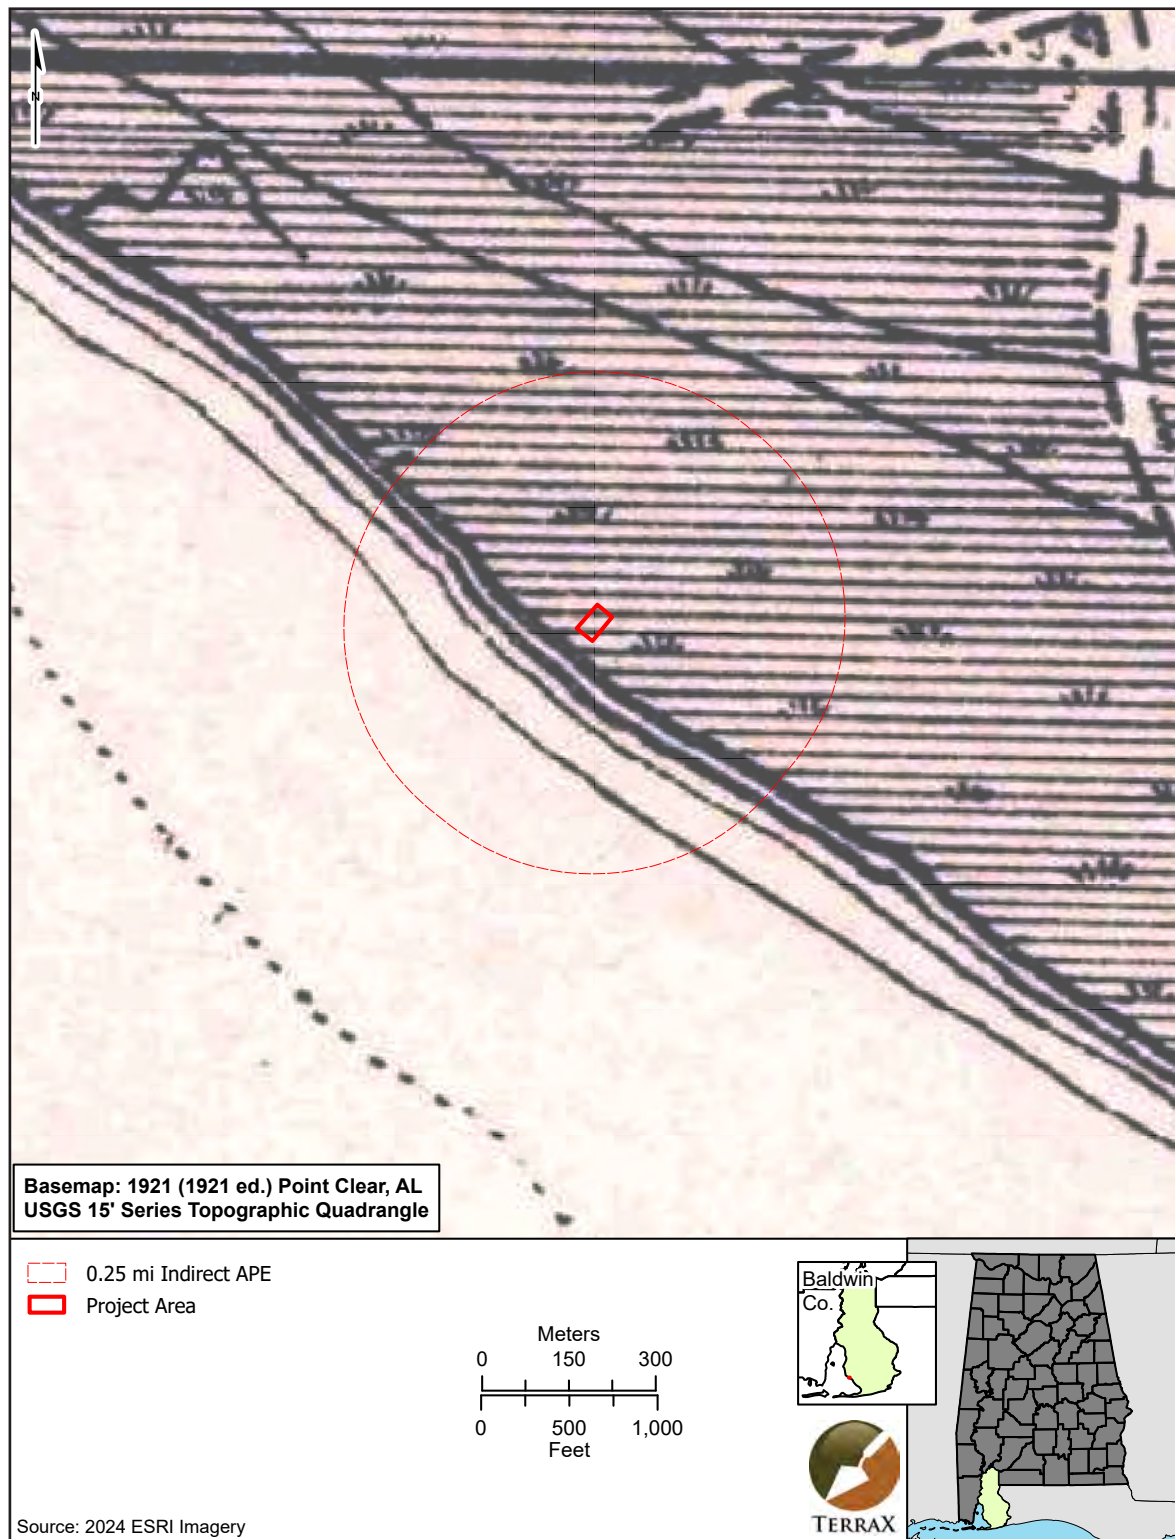 N
Basemap: 1921 (1921 ed.) Point Clear, AL
USGS 15' Series Topographic Quadrangle
0.25 mi Indirect APE
Project Area
Meters
0 150 300
0 500 1,000
Feet
Baldwin
Co.
TERRAX
Source: 2024 ESRI Imagery